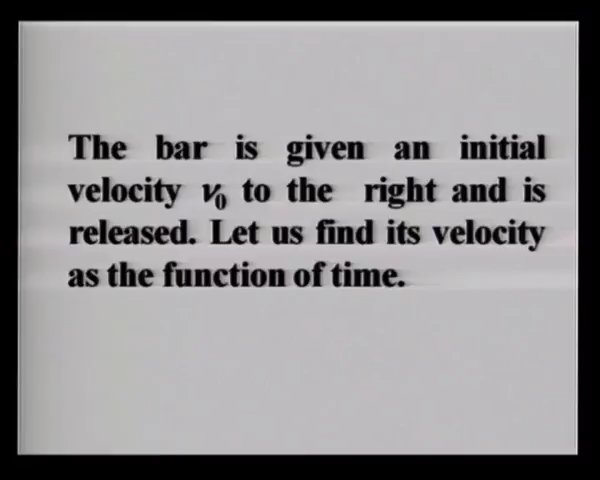 The bar is given an initial
velocity v₀ to the right and is
released. Let us find its velocity
as the function of time.